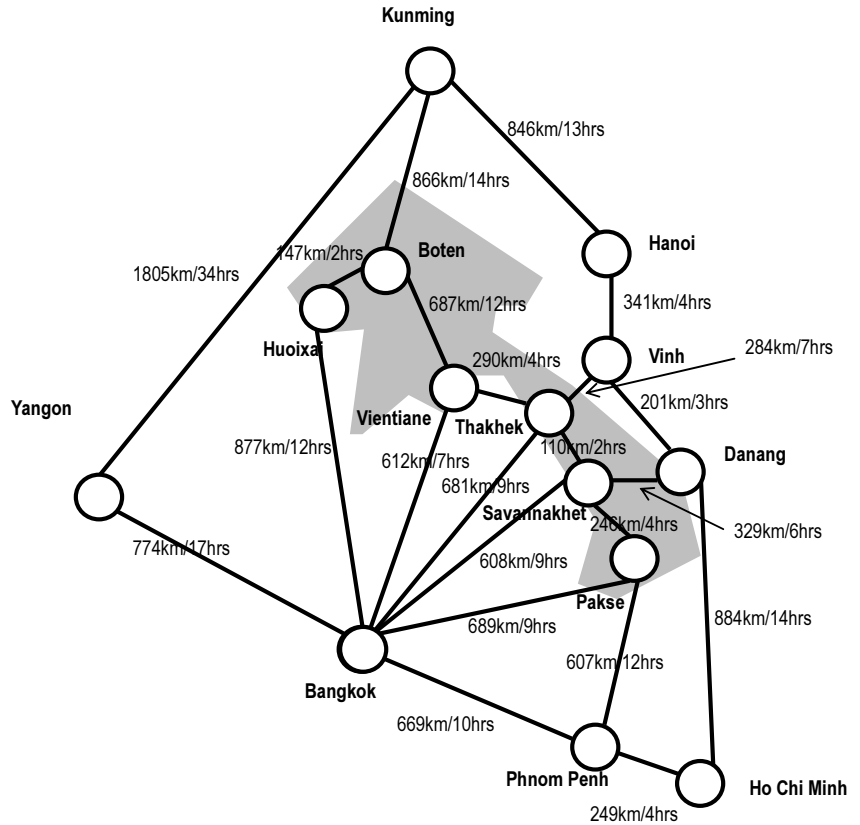 Kunming
846km/13hrs
866km/14hrs
Hanoi
147km/2hrs
Boten
1805km/34hrs
687km/12hrs
341km/4hrs
Huoixai
284km/7hrs
290km/4hrs
Vinh
Yangon
201km/3hrs
Vientiane
Thakhek
877km/12hrs
110km/2hrs
Danang
612km/7hrs
681km/9hrs
Savannakhet
246km/4hrs
329km/6hrs
774km/17hrs
608km/9hrs
Pakse
884km/14hrs
689km/9hrs
607km/12hrs
Bangkok
669km/10hrs
Phnom Penh
Ho Chi Minh
249km/4hrs